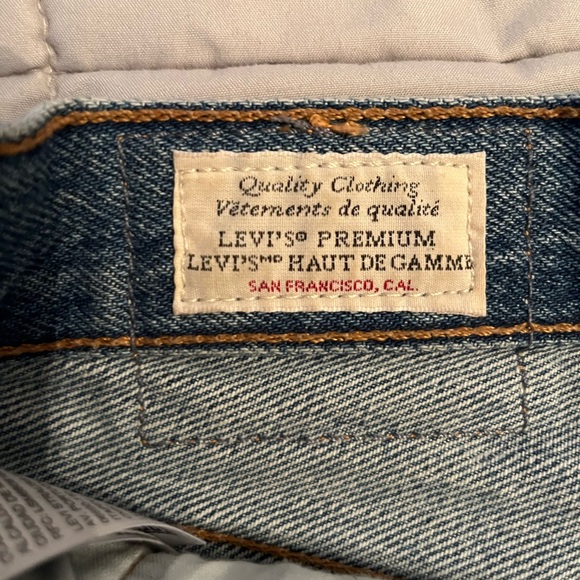 Quality Clothing
Vêtements de qualité
LEVI'S® PREMIUM
LEVI'S ᴹᴰ HAUT DE GAMME
SAN FRANCISCO, CAL.